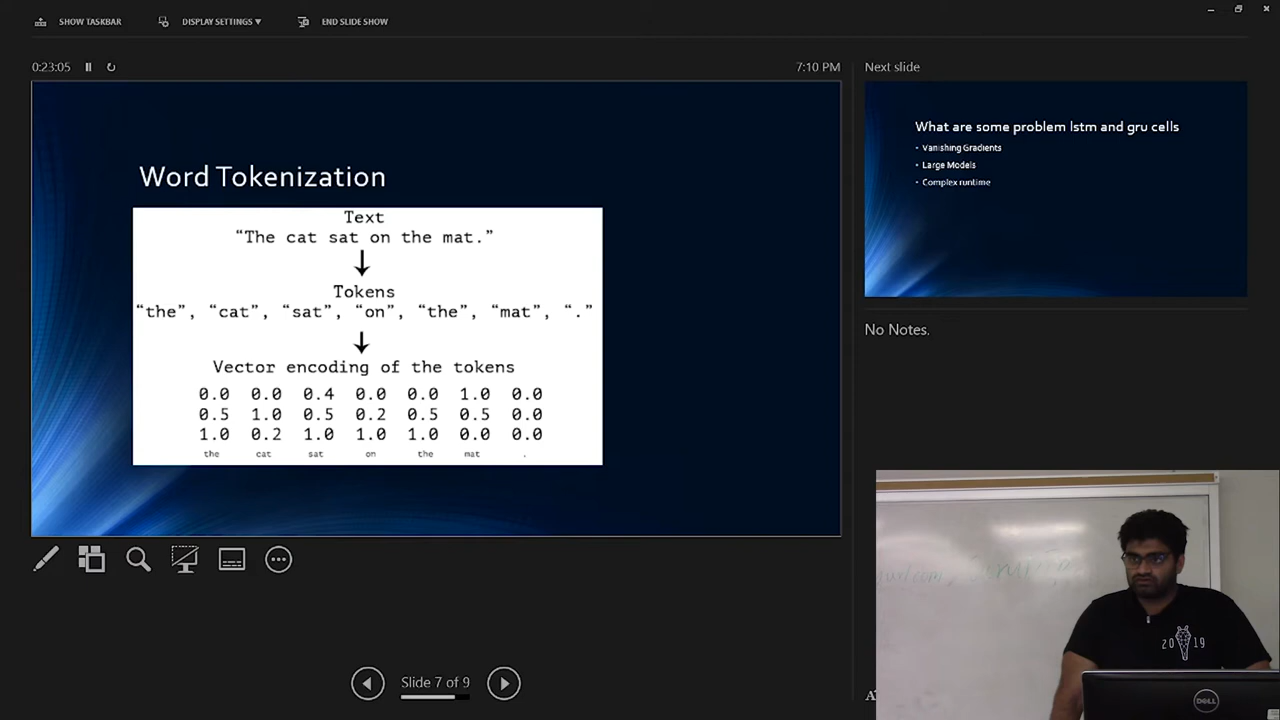 SHOW TASKBAR
DISPLAY SETTINGS ▼
END SLIDE SHOW
0:23:05
7:10 PM
Word Tokenization
Text
“The cat sat on the mat.”
Tokens
“the”, “cat”, “sat”, “on”, “the”, “mat”, “.”
Vector encoding of the tokens
0.0 0.0 0.4 0.0 0.0 1.0 0.0
0.5 1.0 0.5 0.2 0.5 0.5 0.0
1.0 0.2 1.0 1.0 1.0 0.0 0.0
the cat sat on the mat .
Slide 7 of 9
Next slide
What are some problem lstm and gru cells
• Vanishing Gradients
• Large Models
• Complex runtime
No Notes.
20 19
DELL